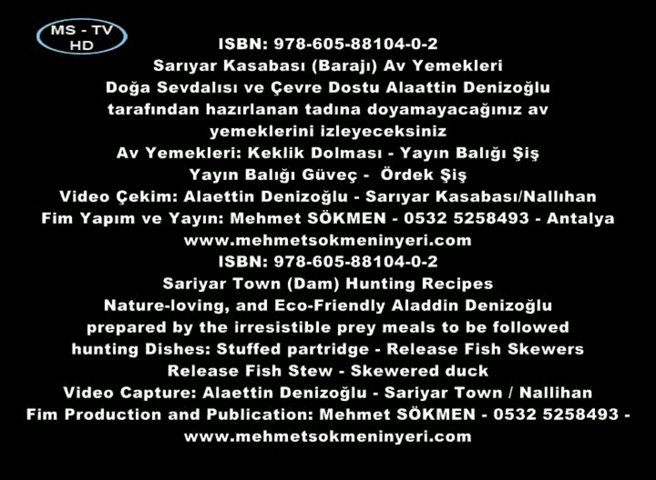 MS - TV
HD
ISBN: 978-605-88104-0-2
Sarıyar Kasabası (Barajı) Av Yemekleri
Doğa Sevdalısı ve Çevre Dostu Alaattin Denizoğlu
tarafından hazırlanan tadına doyamayacağınız av
yemeklerini izleyeceksiniz
Av Yemekleri: Keklik Dolması - Yayın Balığı Şiş
Yayın Balığı Güveç - Ördek Şiş
Video Çekim: Alaettin Denizoğlu - Sarıyar Kasabası/Nallıhan
Fim Yapım ve Yayın: Mehmet SÖKMEN - 0532 5258493 - Antalya
www.mehmetsokmeninyeri.com
ISBN: 978-605-88104-0-2
Sariyar Town (Dam) Hunting Recipes
Nature-loving, and Eco-Friendly Aladdin Denizoğlu
prepared by the irresistible prey meals to be followed
hunting Dishes: Stuffed partridge - Release Fish Skewers
Release Fish Stew - Skewered duck
Video Capture: Alaettin Denizoğlu - Sariyar Town / Nallihan
Fim Production and Publication: Mehmet SÖKMEN - 0532 5258493 -
www.mehmetsokmeninyeri.com